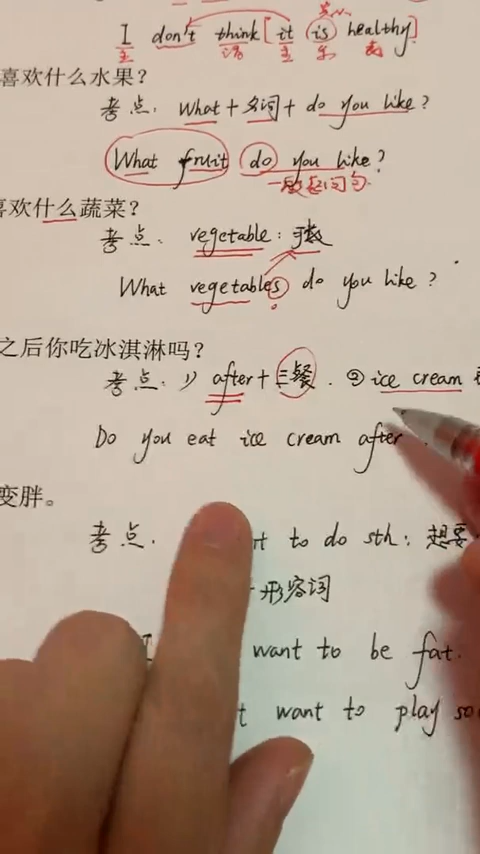 I don't think [it is healthy]
主 谓 主 系 表
喜欢什么水果？
考点: What + 名词 + do you like?
What fruit do you like?
一般疑问句
喜欢什么蔬菜？
考点: vegetable: 可数
What vegetables do you like?
之后你吃冰淇淋吗？
考点: 1) after + 三餐. ② ice cream
Do you eat ice cream after
变胖。
考点. to do sth: 想要
形容词
I want to be fat.
want to play